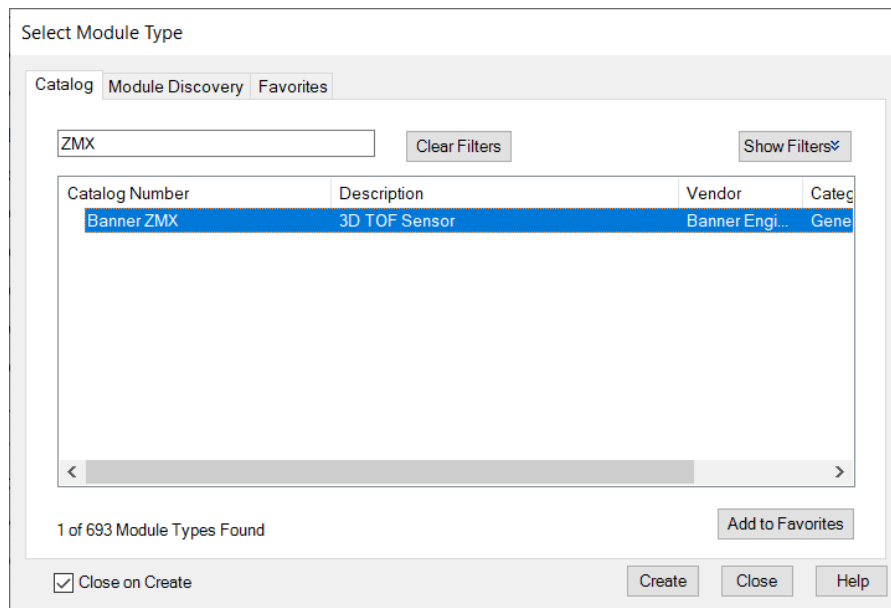 Select Module Type
Catalog Module Discovery Favorites
ZMX Clear Filters Show Filters
Catalog Number Description Vendor Categ
Banner ZMX 3D TOF Sensor Banner Engi... Gene
1 of 693 Module Types Found Add to Favorites
Close on Create Create Close Help